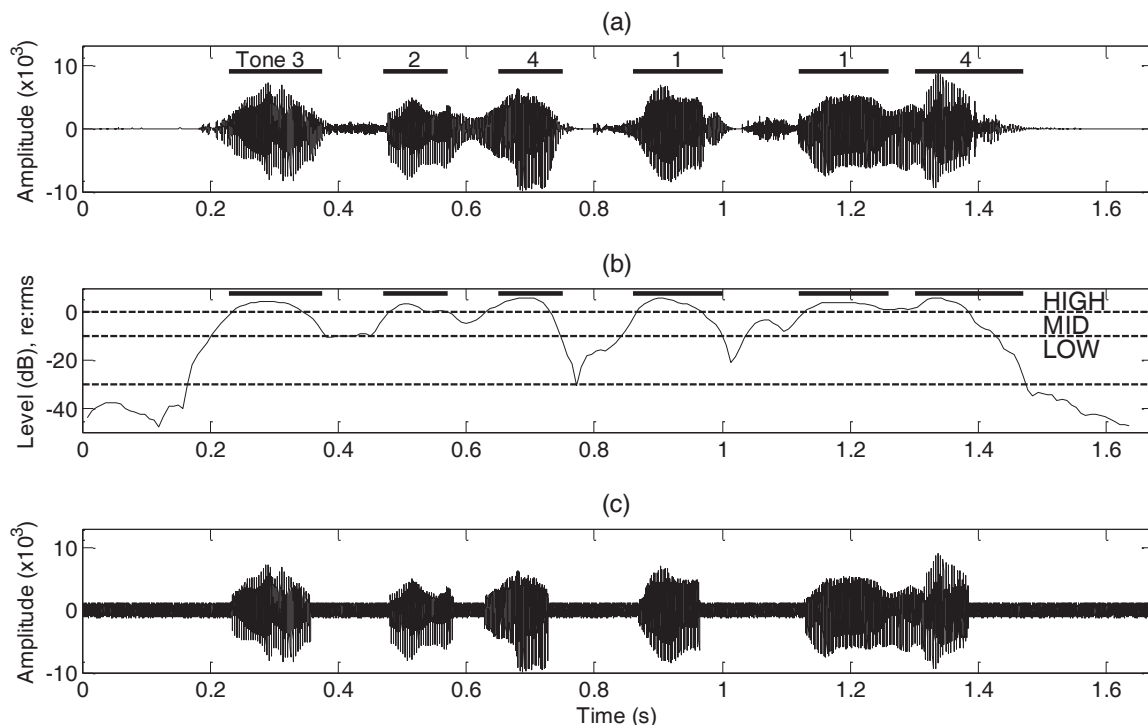 (a)
Tone 3 2 4 1 1 4
Amplitude (x10³)
10
0
-10
0 0.2 0.4 0.6 0.8 1 1.2 1.4 1.6
(b)
Level (dB), re:rms
0
-20
-40
HIGH
MID
LOW
0 0.2 0.4 0.6 0.8 1 1.2 1.4 1.6
(c)
Amplitude (x10³)
10
0
-10
0 0.2 0.4 0.6 0.8 1 1.2 1.4 1.6
Time (s)